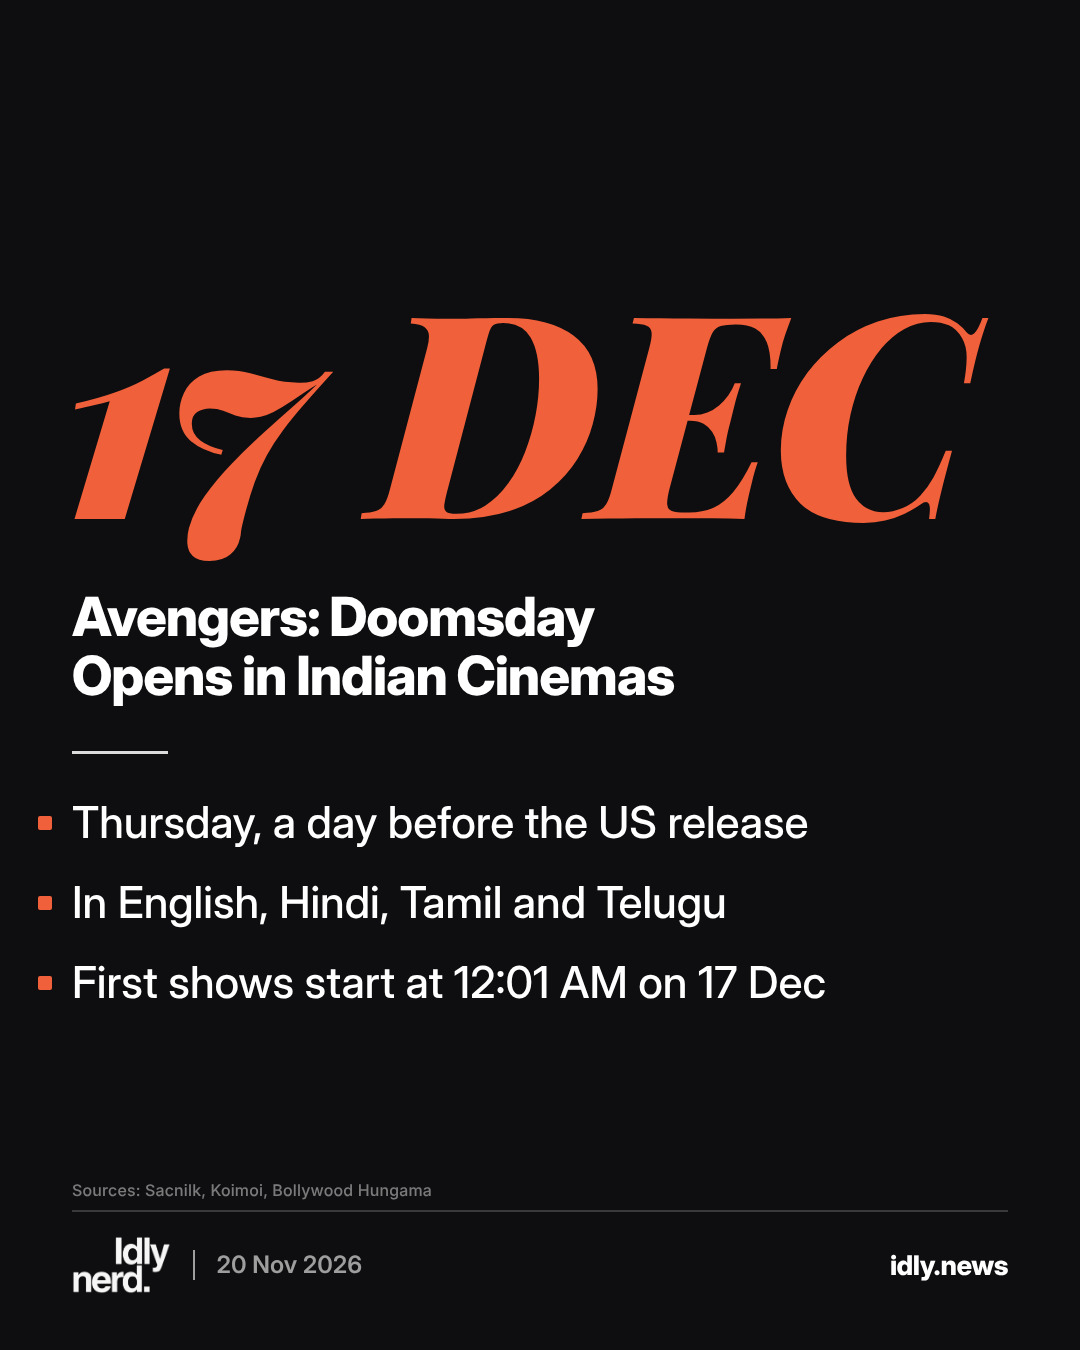 17 DEC
Avengers: Doomsday
Opens in Indian Cinemas
Thursday, a day before the US release
In English, Hindi, Tamil and Telugu
First shows start at 12:01 AM on 17 Dec
Sources: Sacnilk, Koimoi, Bollywood Hungama
Idly
nerd.
20 Nov 2026
idly.news